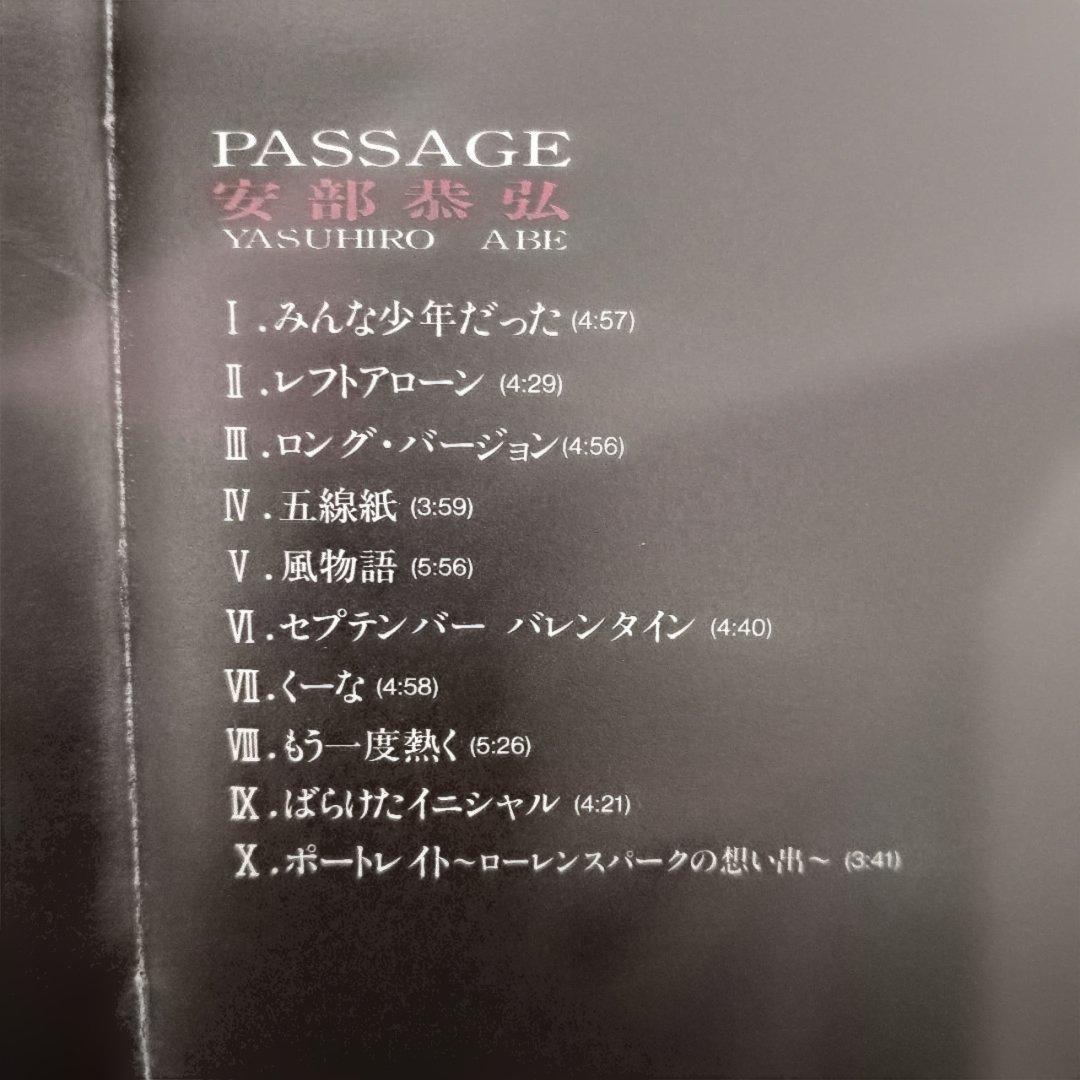 PASSAGE
安部恭弘
YASUHIRO ABE
Ⅰ.みんな少年だった (4:57)
Ⅱ.レフトアローン (4:29)
Ⅲ.ロング・バージョン(4:56)
Ⅳ.五線紙 (3:59)
Ⅴ.風物語 (5:56)
Ⅵ.セプテンバー バレンタイン (4:40)
Ⅶ.くーな (4:58)
Ⅷ.もう一度熱く (5:26)
Ⅸ.ばらけたイニシャル (4:21)
Ⅹ.ポートレイト〜ローレンスパークの想い出〜 (3:41)